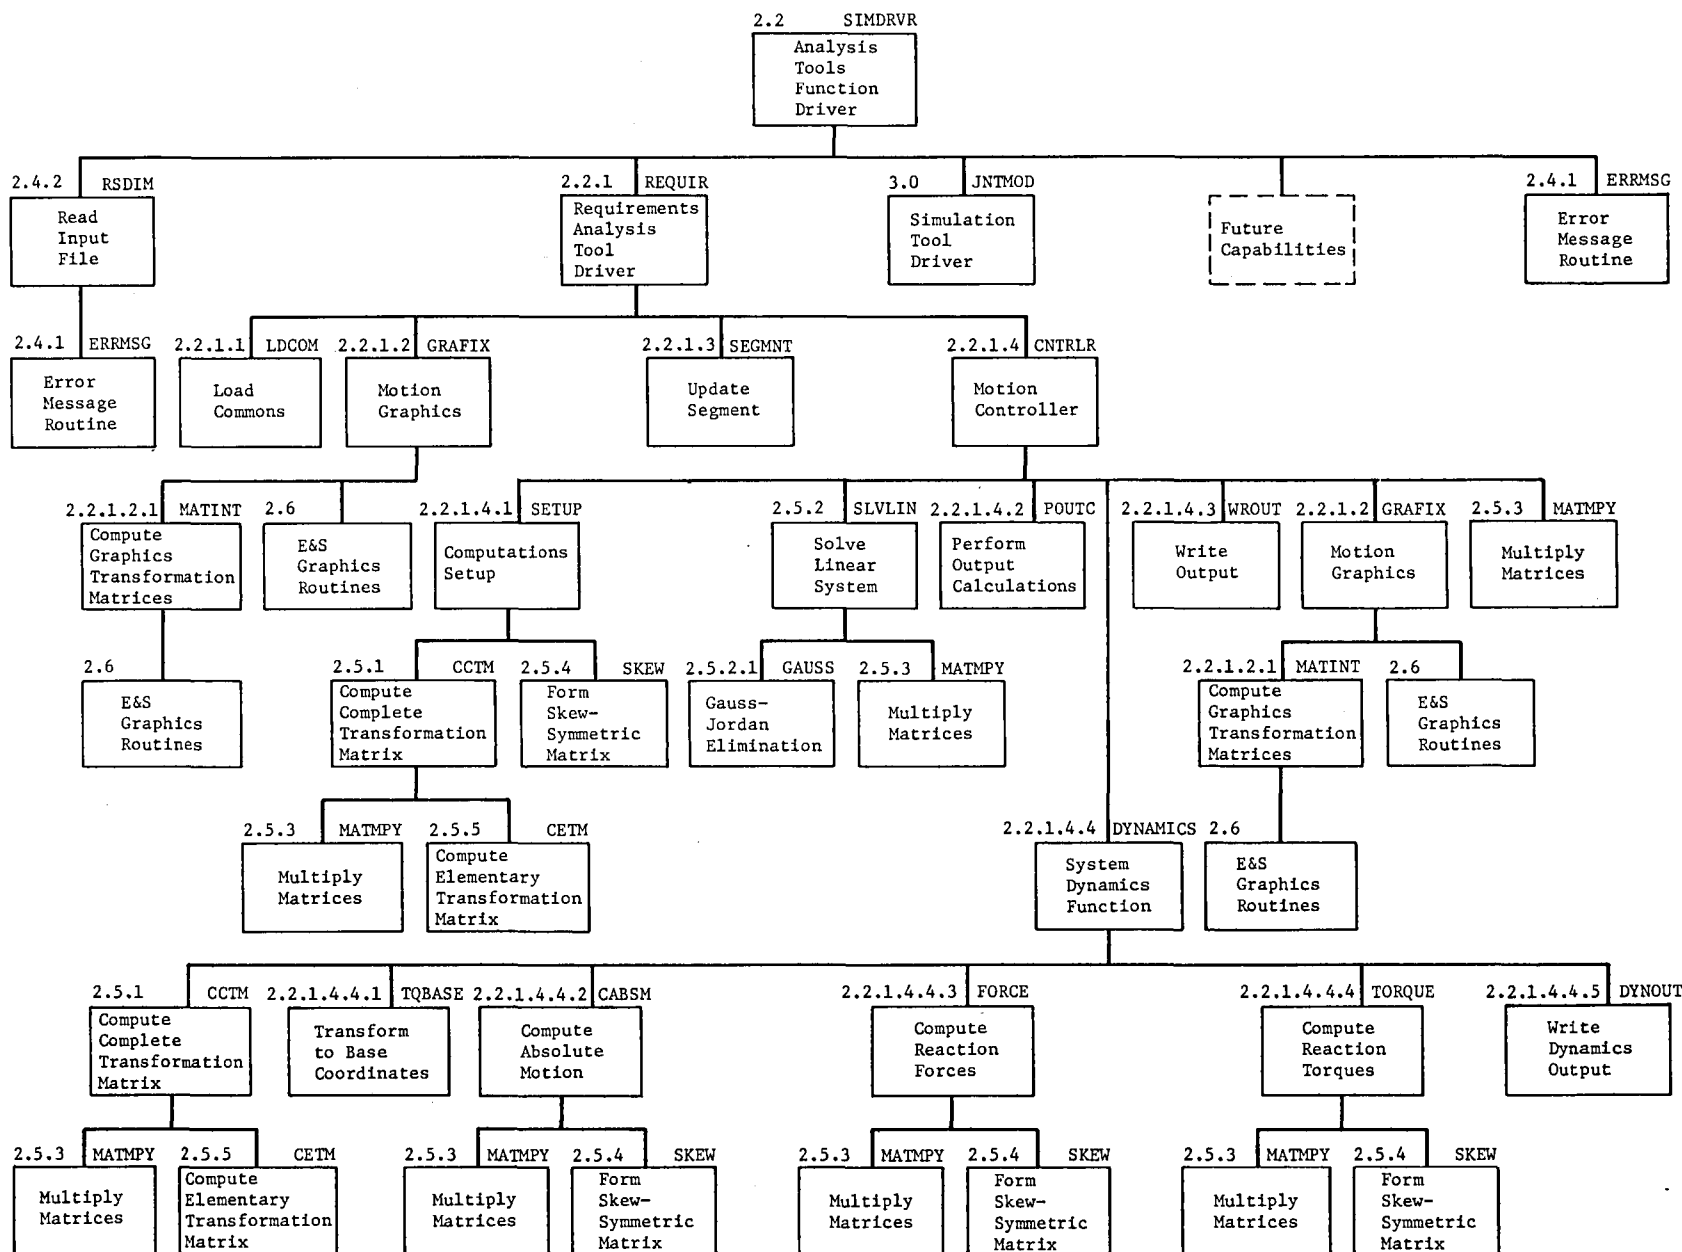 2.2 SIMDRVR
Analysis
Tools
Function
Driver
2.4.2 RSDIM
Read
Input
File
2.2.1 REQUIR
Requirements
Analysis
Tool
Driver
3.0 JNTMOD
Simulation
Tool
Driver
Future
Capabilities
2.4.1 ERRMSG
Error
Message
Routine
2.4.1 ERRMSG
Error
Message
Routine
2.2.1.1 LDCOM
Load
Commons
2.2.1.2 GRAFIX
Motion
Graphics
2.2.1.3 SEGMNT
Update
Segment
2.2.1.4 CNTRLR
Motion
Controller
2.2.1.2.1 MATINT
Compute
Graphics
Transformation
Matrices
2.6
E&S
Graphics
Routines
2.2.1.4.1 SETUP
Computations
Setup
2.5.2 SLVLIN
Solve
Linear
System
2.2.1.4.2 POUTC
Perform
Output
Calculations
2.2.1.4.3 WROUT
Write
Output
2.2.1.2 GRAFIX
Motion
Graphics
2.5.3 MATMPY
Multiply
Matrices
2.6
E&S
Graphics
Routines
2.5.1 CCTM
Compute
Complete
Transformation
Matrix
2.5.4 SKEW
Form
Skew-
Symmetric
Matrix
2.5.2.1 GAUSS
Gauss-
Jordan
Elimination
2.5.3 MATMPY
Multiply
Matrices
2.2.1.2.1 MATINT
Compute
Graphics
Transformation
Matrices
2.6
E&S
Graphics
Routines
2.5.3 MATMPY
Multiply
Matrices
2.5.5 CETM
Compute
Elementary
Transformation
Matrix
2.2.1.4.4 DYNAMICS
System
Dynamics
Function
2.6
E&S
Graphics
Routines
2.5.1 CCTM
Compute
Complete
Transformation
Matrix
2.2.1.4.4.1 TQBASE
Transform
to Base
Coordinates
2.2.1.4.4.2 CABSM
Compute
Absolute
Motion
2.2.1.4.4.3 FORCE
Compute
Reaction
Forces
2.2.1.4.4.4 TORQUE
Compute
Reaction
Torques
2.2.1.4.4.5 DYNOUT
Write
Dynamics
Output
2.5.3 MATMPY
Multiply
Matrices
2.5.5 CETM
Compute
Elementary
Transformation
Matrix
2.5.3 MATMPY
Multiply
Matrices
2.5.4 SKEW
Form
Skew-
Symmetric
Matrix
2.5.3 MATMPY
Multiply
Matrices
2.5.4 SKEW
Form
Skew-
Symmetric
Matrix
2.5.3 MATMPY
Multiply
Matrices
2.5.4 SKEW
Form
Skew-
Symmetric
Matrix